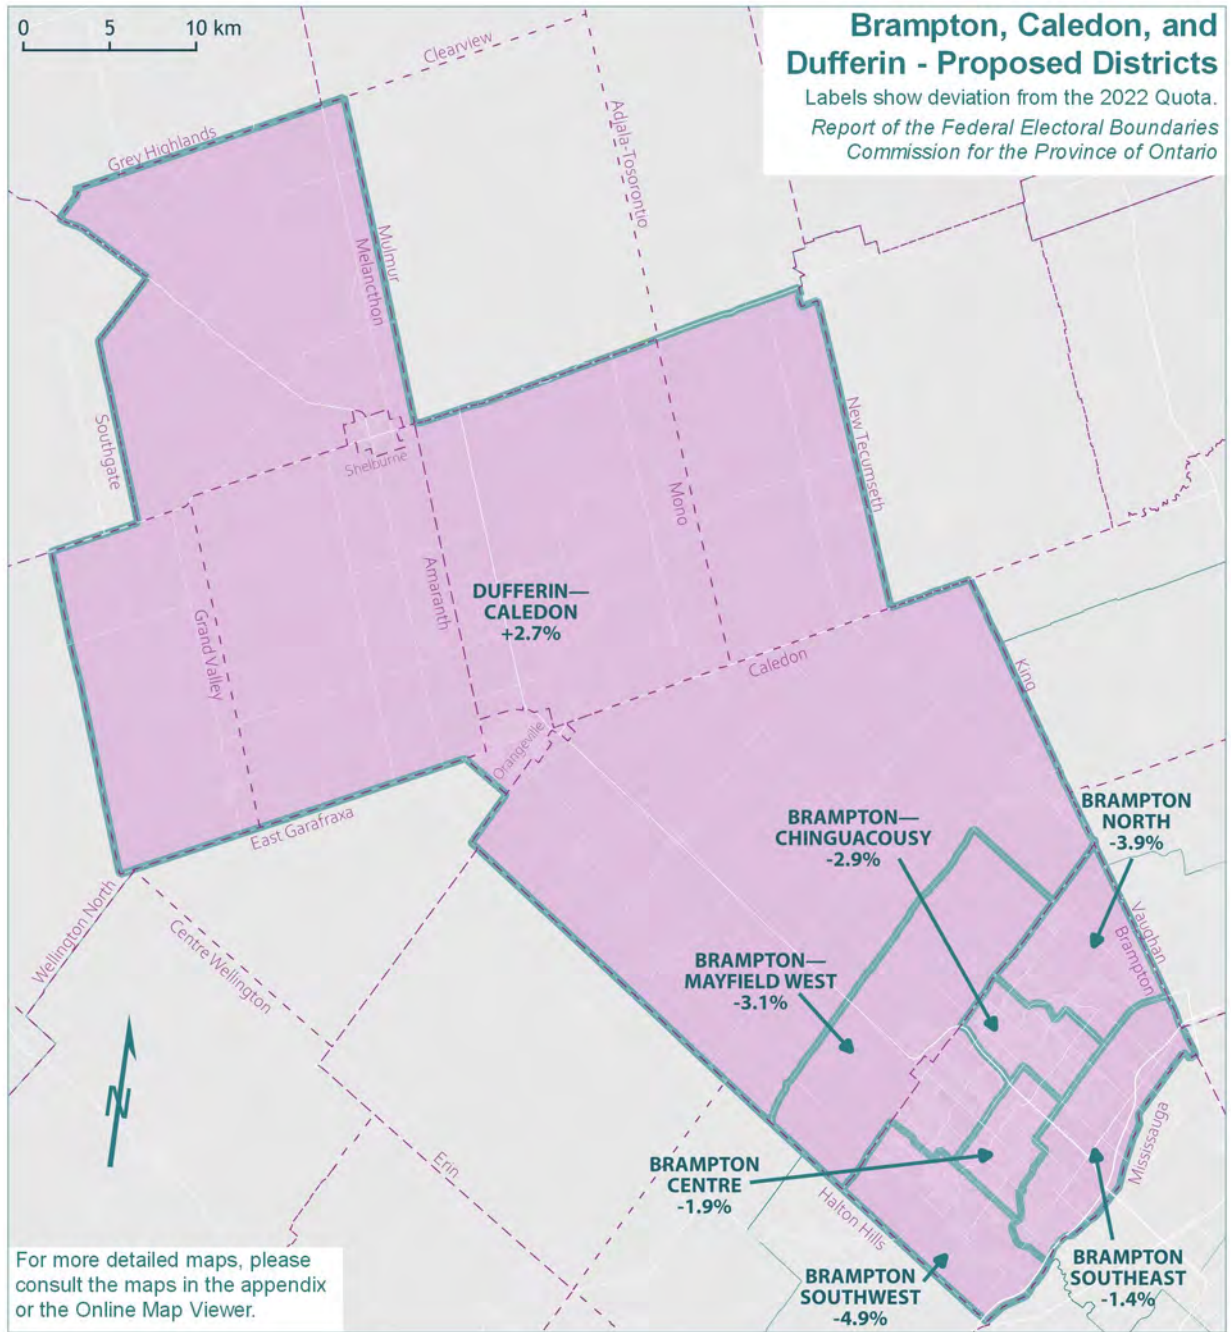 0 5 10 km
Brampton, Caledon, and
Dufferin - Proposed Districts
Labels show deviation from the 2022 Quota.
Report of the Federal Electoral Boundaries
Commission for the Province of Ontario
Clearview
Grey Highlands
Adjala-Tosorontio
Mulmur
Melancthon
Southgate
Shelburne
New Tecumseth
Mono
Amaranth
Grand Valley
DUFFERIN—
CALEDON
+2.7%
Caledon
King
Orangeville
East Garafraxa
BRAMPTON
NORTH
-3.9%
BRAMPTON—
CHINGUACOUSY
-2.9%
Wellington North
Centre Wellington
Vaughan
Brampton
BRAMPTON—
MAYFIELD WEST
-3.1%
N
Mississauga
Erin
BRAMPTON
CENTRE
-1.9%
Halton Hills
BRAMPTON
SOUTHWEST
-4.9%
BRAMPTON
SOUTHEAST
-1.4%
For more detailed maps, please
consult the maps in the appendix
or the Online Map Viewer.